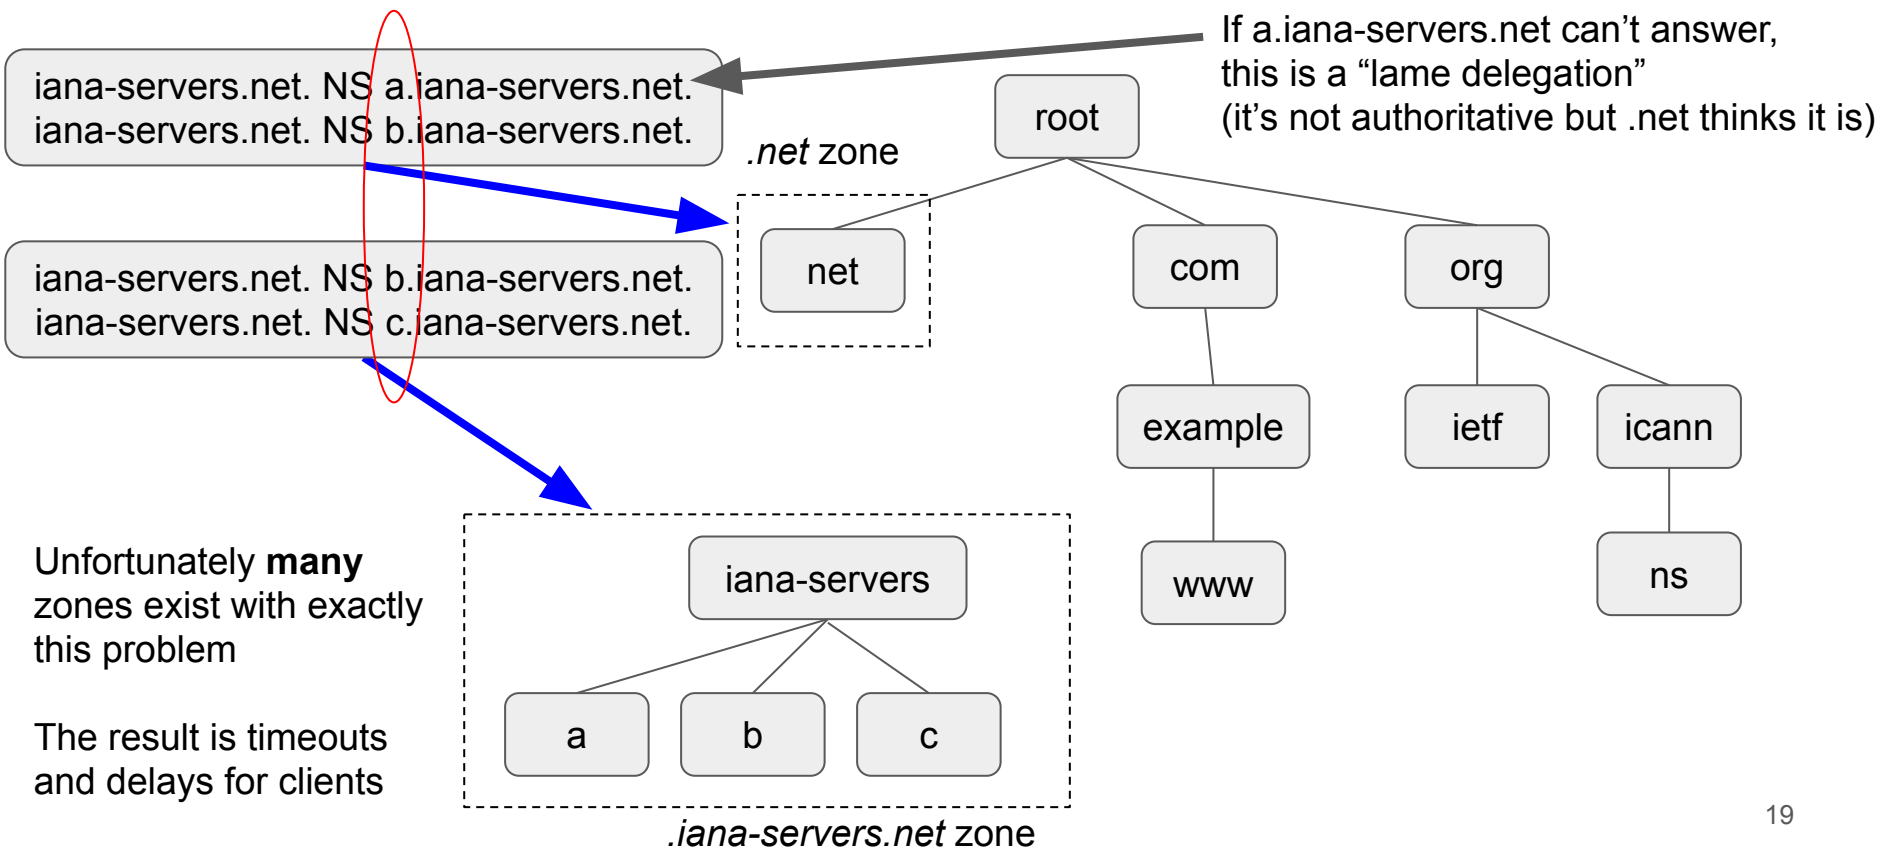 If a.iana-servers.net can’t answer,
this is a “lame delegation”
(it’s not authoritative but .net thinks it is)
iana-servers.net. NS a.iana-servers.net.
iana-servers.net. NS b.iana-servers.net.
.net zone
root
iana-servers.net. NS b.iana-servers.net.
iana-servers.net. NS c.iana-servers.net.
net
com
org
example
ietf
icann
www
ns
Unfortunately many
zones exist with exactly
this problem
The result is timeouts
and delays for clients
iana-servers
a
b
c
.iana-servers.net zone
19